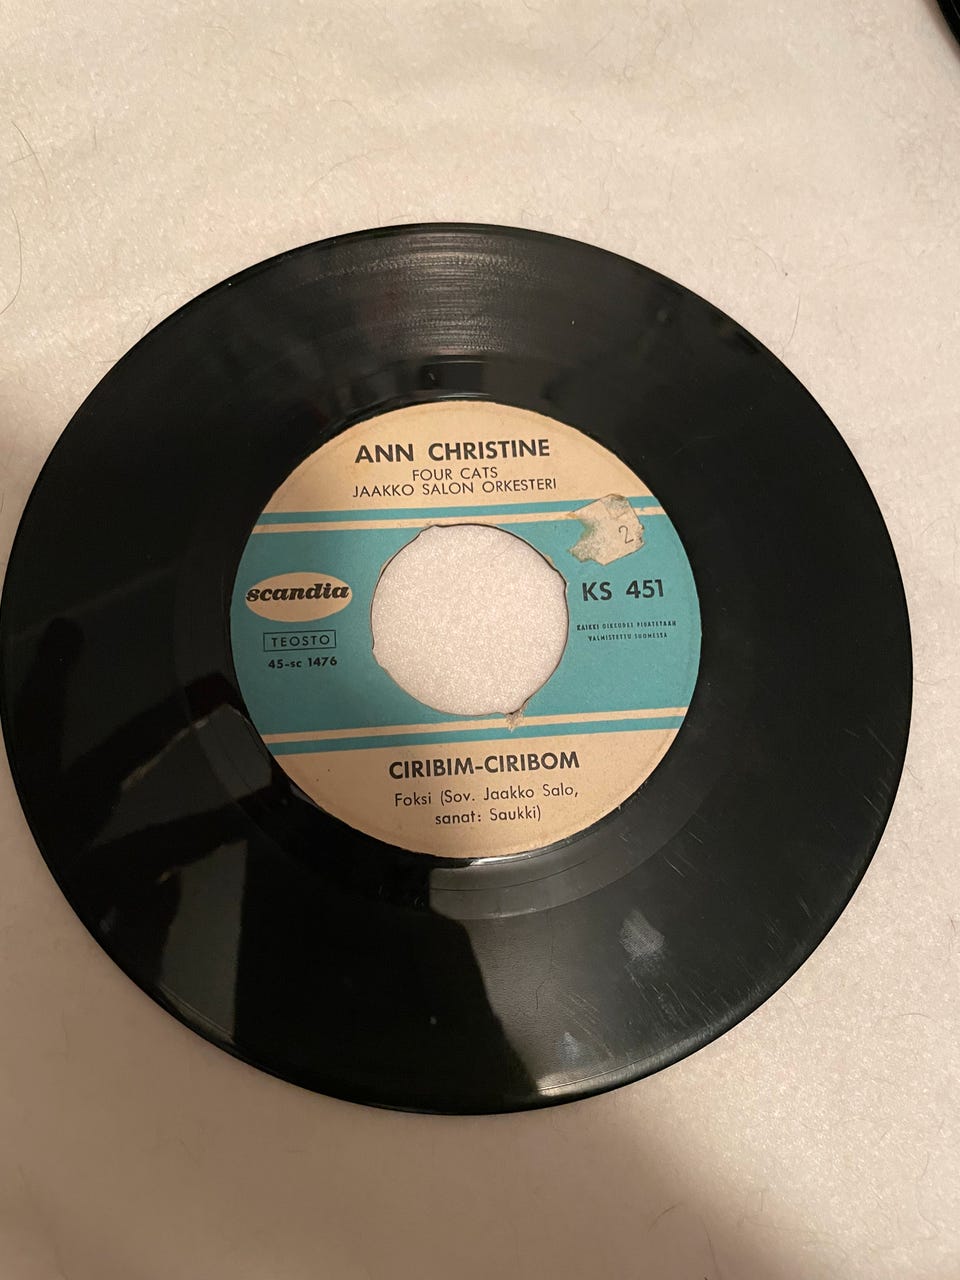 ANN CHRISTINE
FOUR CATS
JAAKKO SALON ORKESTERI
2
scandia
KS 451
TEOSTO
KAIKKI OIKEUDET PIDÄTETÄÄN
VALMISTETTU SUOMESSA
45-sc 1476
CIRIBIM-CIRIBOM
Foksi (Sov. Jaakko Salo,
sanat: Saukki)